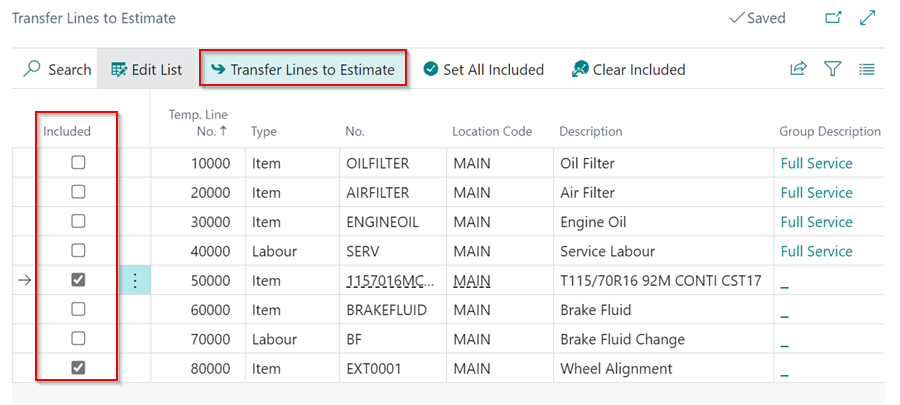 Transfer Lines to Estimate Saved
Search Edit List Transfer Lines to Estimate Set All Included Clear Included
Included Temp. Line No. ↑ Type No. Location Code Description Group Description
10000 Item OILFILTER MAIN Oil Filter Full Service
20000 Item AIRFILTER MAIN Air Filter Full Service
30000 Item ENGINEOIL MAIN Engine Oil Full Service
40000 Labour SERV MAIN Service Labour Full Service
50000 Item 1157016MC... MAIN T115/70R16 92M CONTI CST17 _
60000 Item BRAKEFLUID MAIN Brake Fluid _
70000 Labour BF MAIN Brake Fluid Change _
80000 Item EXT0001 MAIN Wheel Alignment _